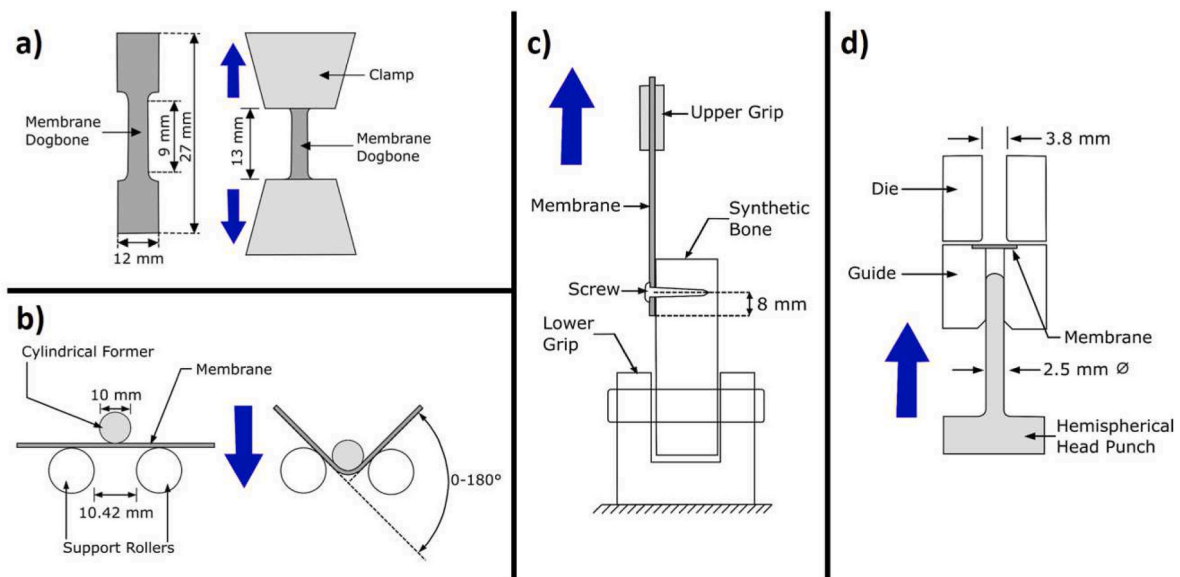 a)
Membrane
Dogbone
9 mm
27 mm
12 mm
Clamp
13 mm
Membrane
Dogbone
b)
Cylindrical Former
10 mm
Membrane
10.42 mm
Support Rollers
0-180°
c)
Upper Grip
Membrane
Synthetic
Bone
Screw
8 mm
Lower
Grip
d)
3.8 mm
Die
Guide
Membrane
2.5 mm ⌀
Hemispherical
Head Punch